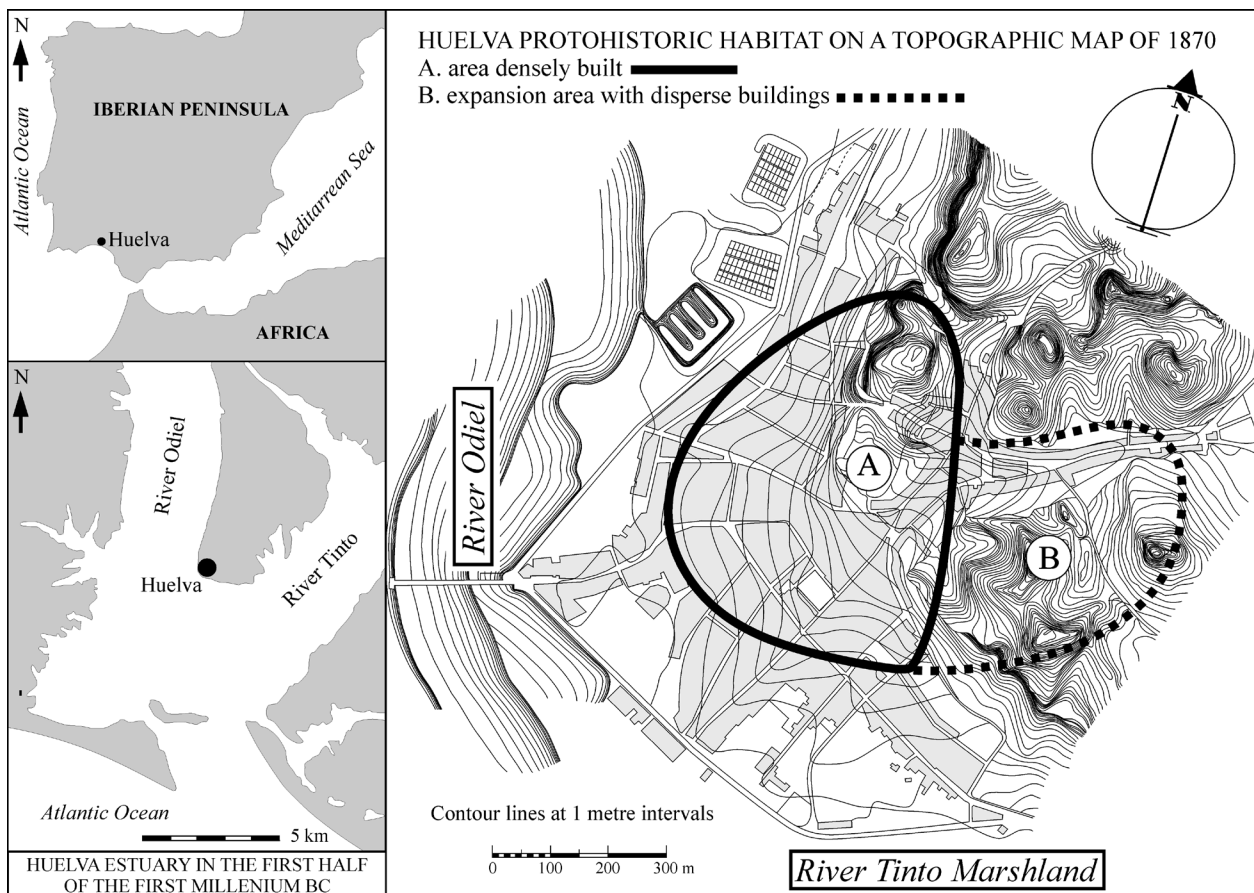 N
Atlantic Ocean
IBERIAN PENINSULA
Meditarrean Sea
Huelva
AFRICA
N
River Odiel
Huelva
River Tinto
Atlantic Ocean
5 km
HUELVA ESTUARY IN THE FIRST HALF
OF THE FIRST MILLENIUM BC
HUELVA PROTOHISTORIC HABITAT ON A TOPOGRAPHIC MAP OF 1870
A. area densely built
B. expansion area with disperse buildings
N
River Odiel
A
B
Contour lines at 1 metre intervals
0 100 200 300 m
River Tinto Marshland